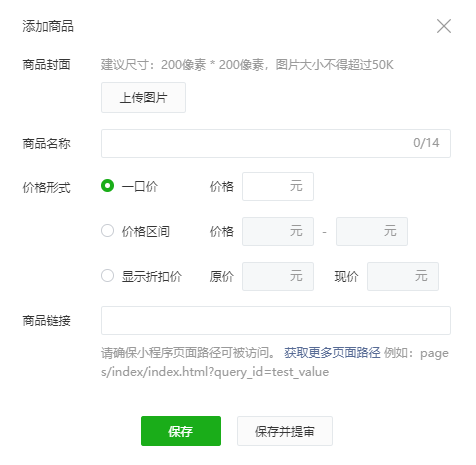 添加商品
商品封面 建议尺寸：200像素 * 200像素，图片大小不得超过50K
上传图片
商品名称 0/14
价格形式 一口价 价格 元
价格区间 价格 元 - 元
显示折扣价 原价 元 现价 元
商品链接
请确保小程序页面路径可被访问。 获取更多页面路径 例如：page
s/index/index.html?query_id=test_value
保存 保存并提审